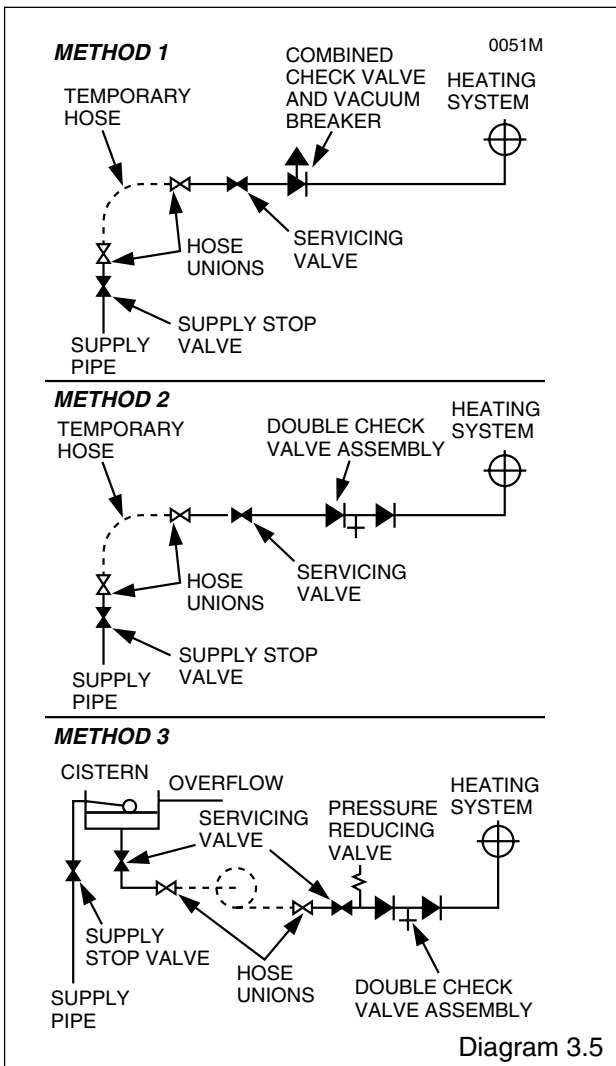 METHOD 1
0051M
COMBINED
CHECK VALVE
AND VACUUM
BREAKER
HEATING
SYSTEM
TEMPORARY
HOSE
HOSE
UNIONS
SERVICING
VALVE
SUPPLY STOP
VALVE
SUPPLY
PIPE
METHOD 2
TEMPORARY
HOSE
DOUBLE CHECK
VALVE ASSEMBLY
HEATING
SYSTEM
HOSE
UNIONS
SERVICING
VALVE
SUPPLY STOP
VALVE
SUPPLY
PIPE
METHOD 3
CISTERN
OVERFLOW
SERVICING
VALVE
PRESSURE
REDUCING
VALVE
HEATING
SYSTEM
SUPPLY
STOP VALVE
HOSE
UNIONS
DOUBLE CHECK
VALVE ASSEMBLY
SUPPLY
PIPE
Diagram 3.5